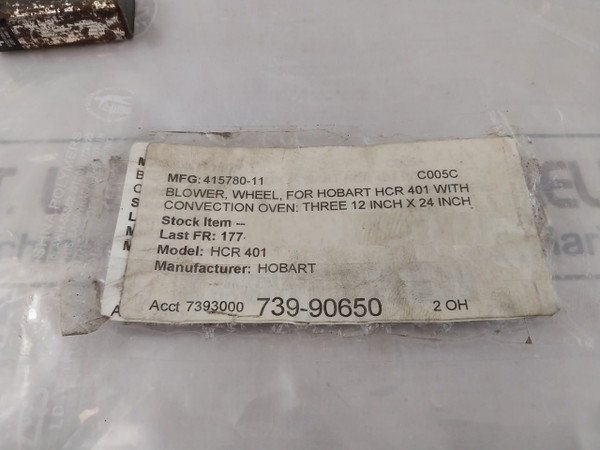 MFG: 415780-11 C005C
BLOWER, WHEEL, FOR HOBART HCR 401 WITH
CONVECTION OVEN: THREE 12 INCH X 24 INCH
Stock Item --
Last FR: 177
Model: HCR 401
Manufacturer: HOBART
Acct 7393000 739-90650 2 OH